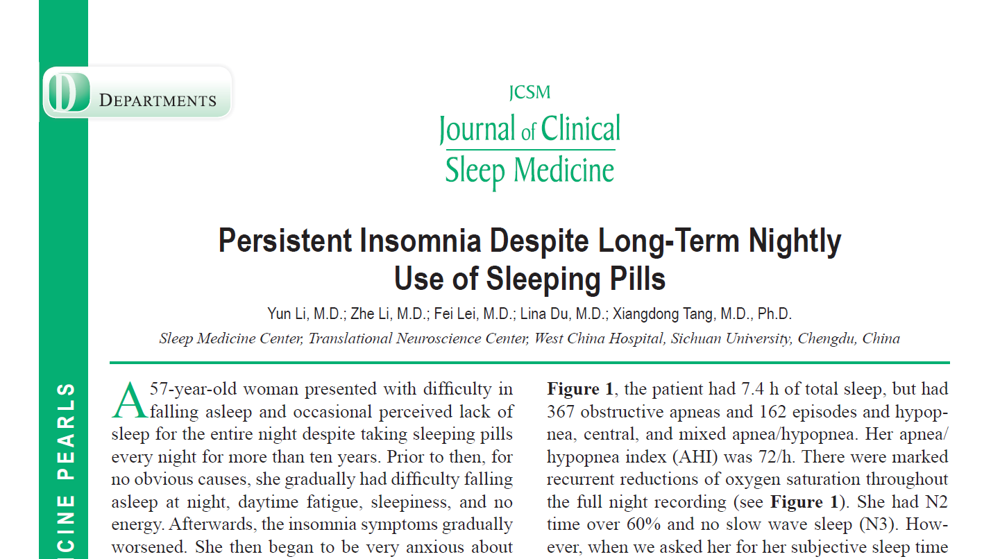 DEPARTMENTS
JCSM
Journal of Clinical
Sleep Medicine
Persistent Insomnia Despite Long-Term Nightly
Use of Sleeping Pills
Yun Li, M.D.; Zhe Li, M.D.; Fei Lei, M.D.; Lina Du, M.D.; Xiangdong Tang, M.D., Ph.D.
Sleep Medicine Center, Translational Neuroscience Center, West China Hospital, Sichuan University, Chengdu, China
A 57-year-old woman presented with difficulty in
falling asleep and occasional perceived lack of
sleep for the entire night despite taking sleeping pills
every night for more than ten years. Prior to then, for
no obvious causes, she gradually had difficulty falling
asleep at night, daytime fatigue, sleepiness, and no
energy. Afterwards, the insomnia symptoms gradually
worsened. She then began to be very anxious about
Figure 1, the patient had 7.4 h of total sleep, but had
367 obstructive apneas and 162 episodes and hypop-
nea, central, and mixed apnea/hypopnea. Her apnea/
hypopnea index (AHI) was 72/h. There were marked
recurrent reductions of oxygen saturation throughout
the full night recording (see Figure 1). She had N2
time over 60% and no slow wave sleep (N3). How-
ever, when we asked her for her subjective sleep time
D
CINE PEARLS